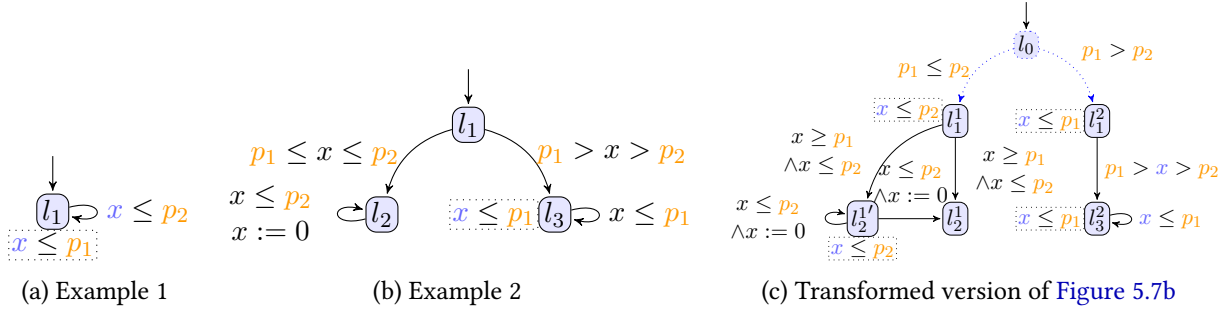 l₁
x ≤ p₂
x ≤ p₁
(a) Example 1
l₁
p₁ ≤ x ≤ p₂
p₁ > x > p₂
x ≤ p₂
x := 0
l₂
x ≤ p₁
l₃
x ≤ p₁
(b) Example 2
l₀
p₁ ≤ p₂
p₁ > p₂
x ≤ p₂
l₁¹
x ≤ p₁
l₁²
x ≥ p₁
∧x ≤ p₂
x ≤ p₂
∧x := 0
x ≥ p₁
∧x ≤ p₂
p₁ > x > p₂
x ≤ p₂
∧x := 0
l₂¹′
l₂¹
x ≤ p₁
l₃²
x ≤ p₁
x ≤ p₂
(c) Transformed version of Figure 5.7b